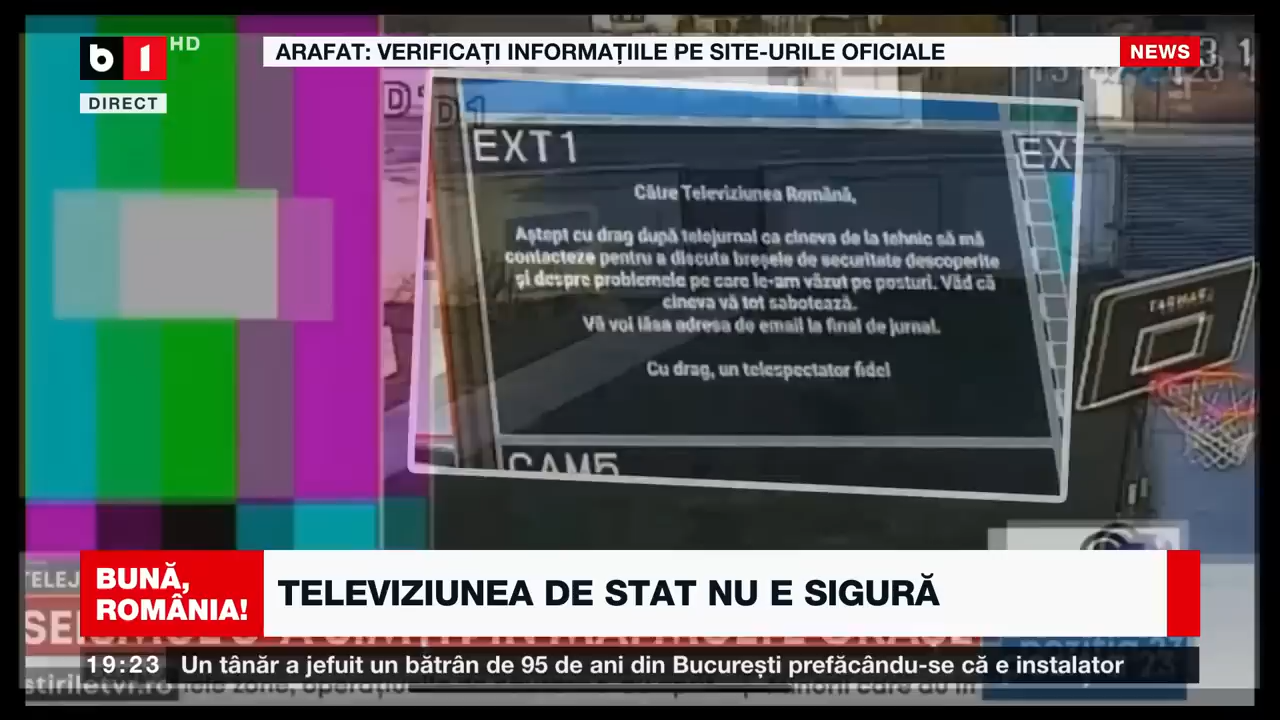 b1 HD
DIRECT
ARAFAT: VERIFICAȚI INFORMAȚIILE PE SITE-URILE OFICIALE
NEWS
D1
EXT1
EX
Către Televiziunea Română,
Aștept cu drag după telejurnal ca cineva de la tehnic să mă
contacteze pentru a discuta breșele de securitate descoperite
și despre problemele pe care le-am văzut pe posturi. Văd că
cineva vă tot sabotează.
Vă voi lăsa adresa de email la final de jurnal.
Cu drag, un telespectator fidel
CAM5
BUNĂ,
ROMÂNIA!
TELEVIZIUNEA DE STAT NU E SIGURĂ
19:23 Un tânăr a jefuit un bătrân de 95 de ani din București prefăcându-se că e instalator
stiriletvr.ro